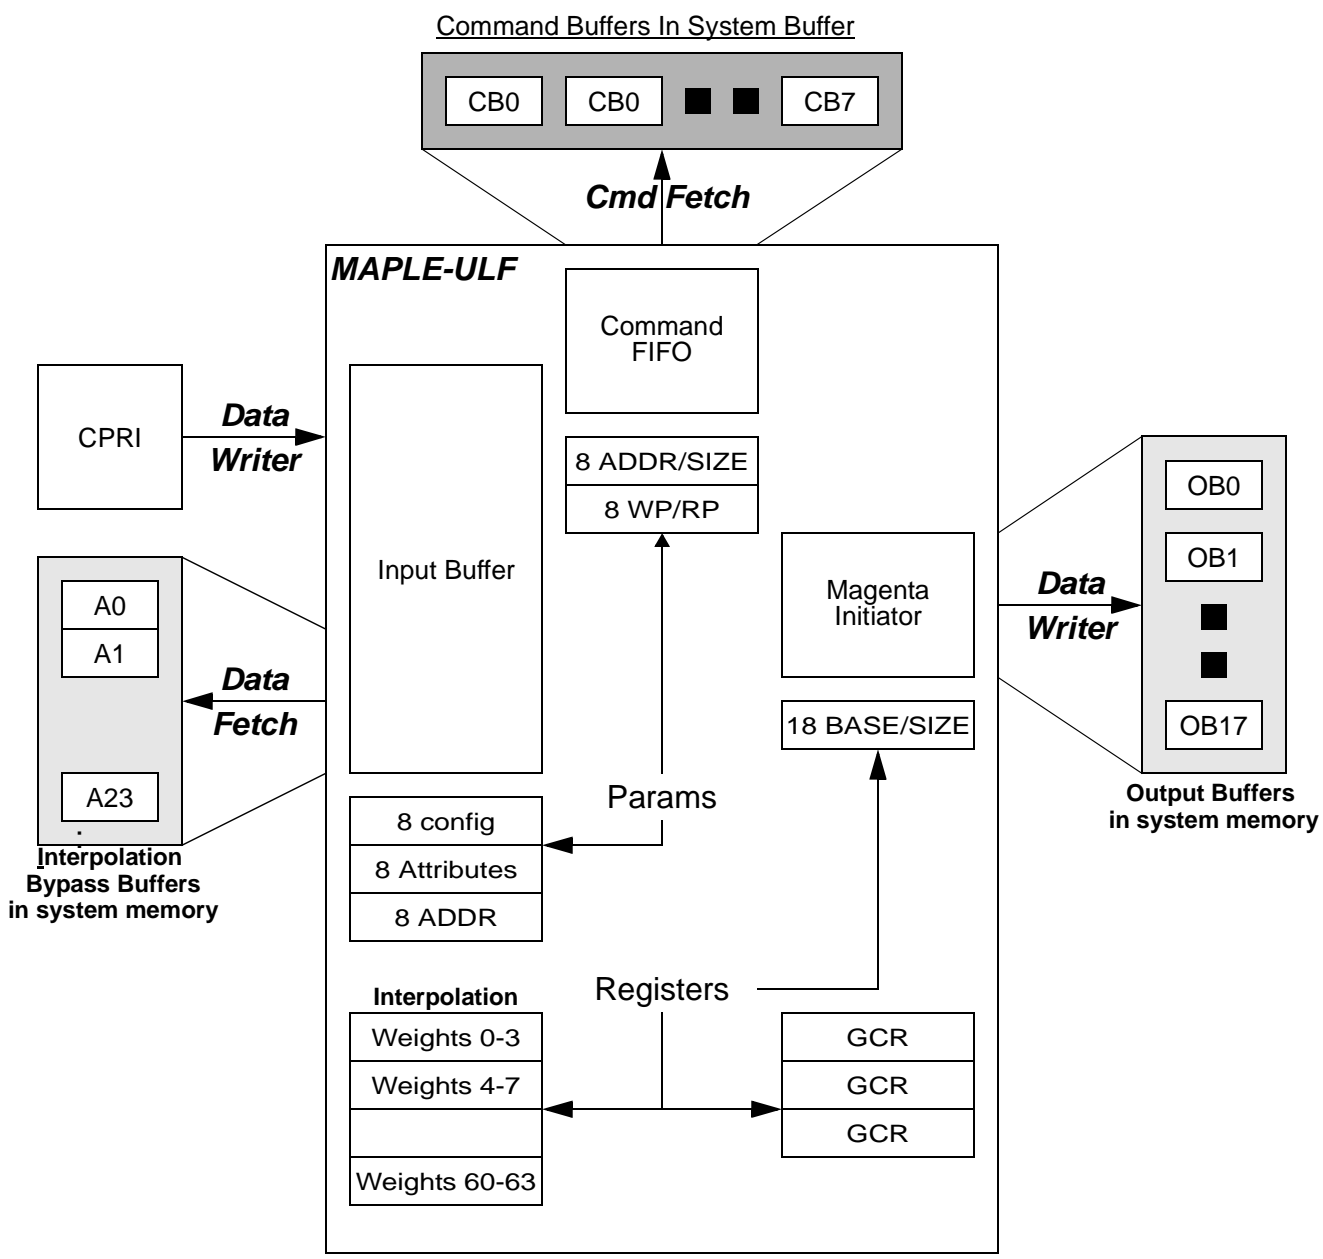 Command Buffers In System Buffer
CB0
CB0
CB7
Cmd Fetch
MAPLE-ULF
Command
FIFO
CPRI
Data
Writer
8 ADDR/SIZE
8 WP/RP
Input Buffer
A0
A1
A23
Data
Fetch
Interpolation
Bypass Buffers
in system memory
Magenta
Initiator
18 BASE/SIZE
Data
Writer
OB0
OB1
OB17
Output Buffers
in system memory
Params
8 config
8 Attributes
8 ADDR
Registers
Interpolation
Weights 0-3
Weights 4-7
Weights 60-63
GCR
GCR
GCR